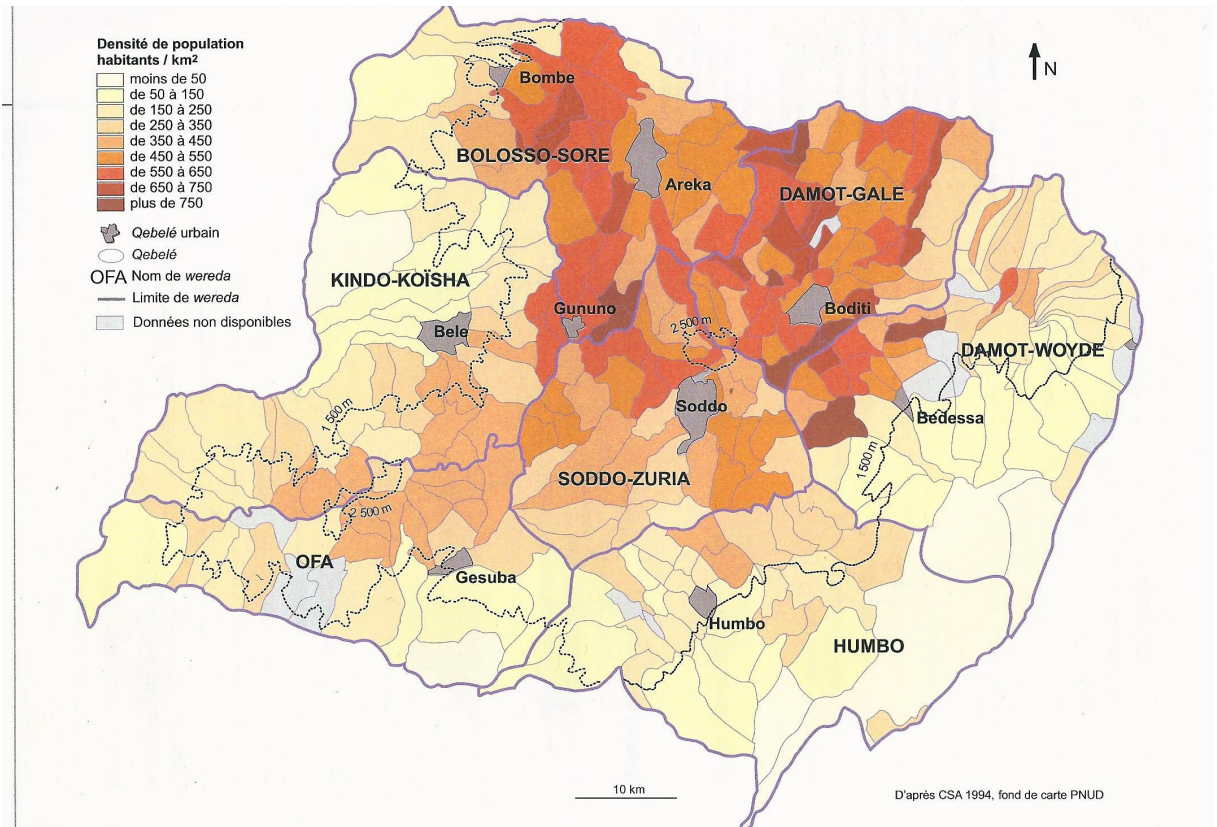 Densité de population
habitants / km²
moins de 50
de 50 à 150
de 150 à 250
de 250 à 350
de 350 à 450
de 450 à 550
de 550 à 650
de 650 à 750
plus de 750
Qebelé urbain
Qebelé
OFA Nom de wereda
Limite de wereda
Données non disponibles
N
Bombe
BOLOSSO-SORE
Areka
DAMOT-GALE
KINDO-KOÏSHA
Gununo
Boditi
2 500 m
Bele
DAMOT-WOYDE
Soddo
Bedessa
1 500 m
1 500 m
SODDO-ZURIA
2 500 m
OFA
Gesuba
Humbo
HUMBO
10 km
D'après CSA 1994, fond de carte PNUD